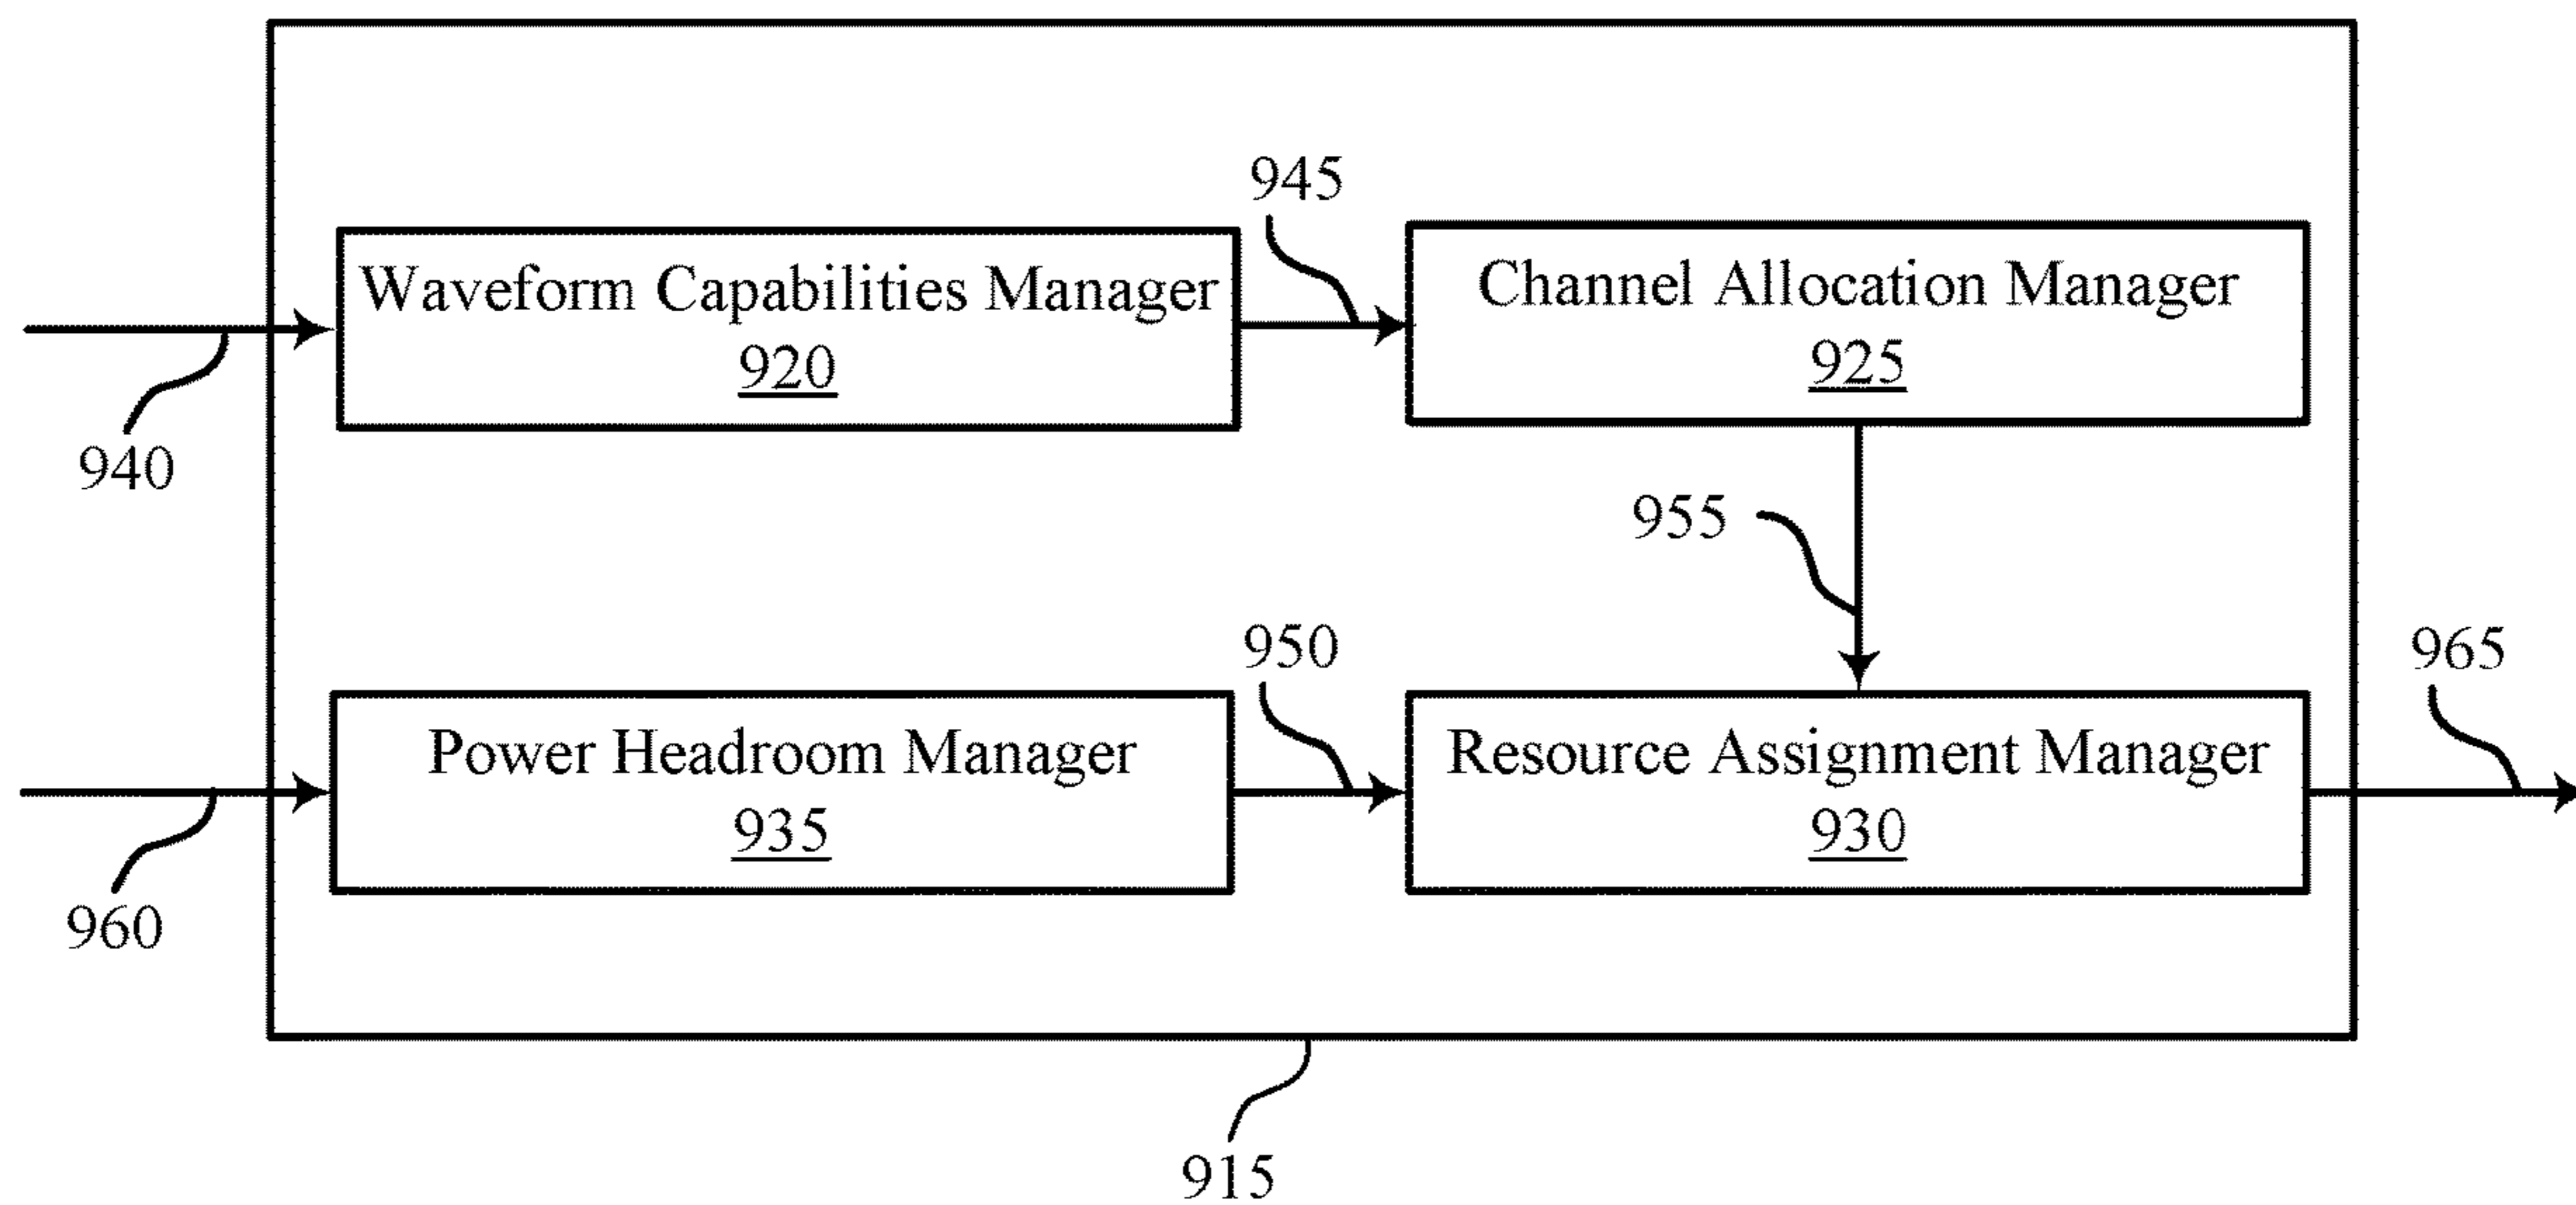 945
Waveform Capabilities Manager
920
Channel Allocation Manager
925
940
955
950
965
Power Headroom Manager
935
Resource Assignment Manager
930
960
915